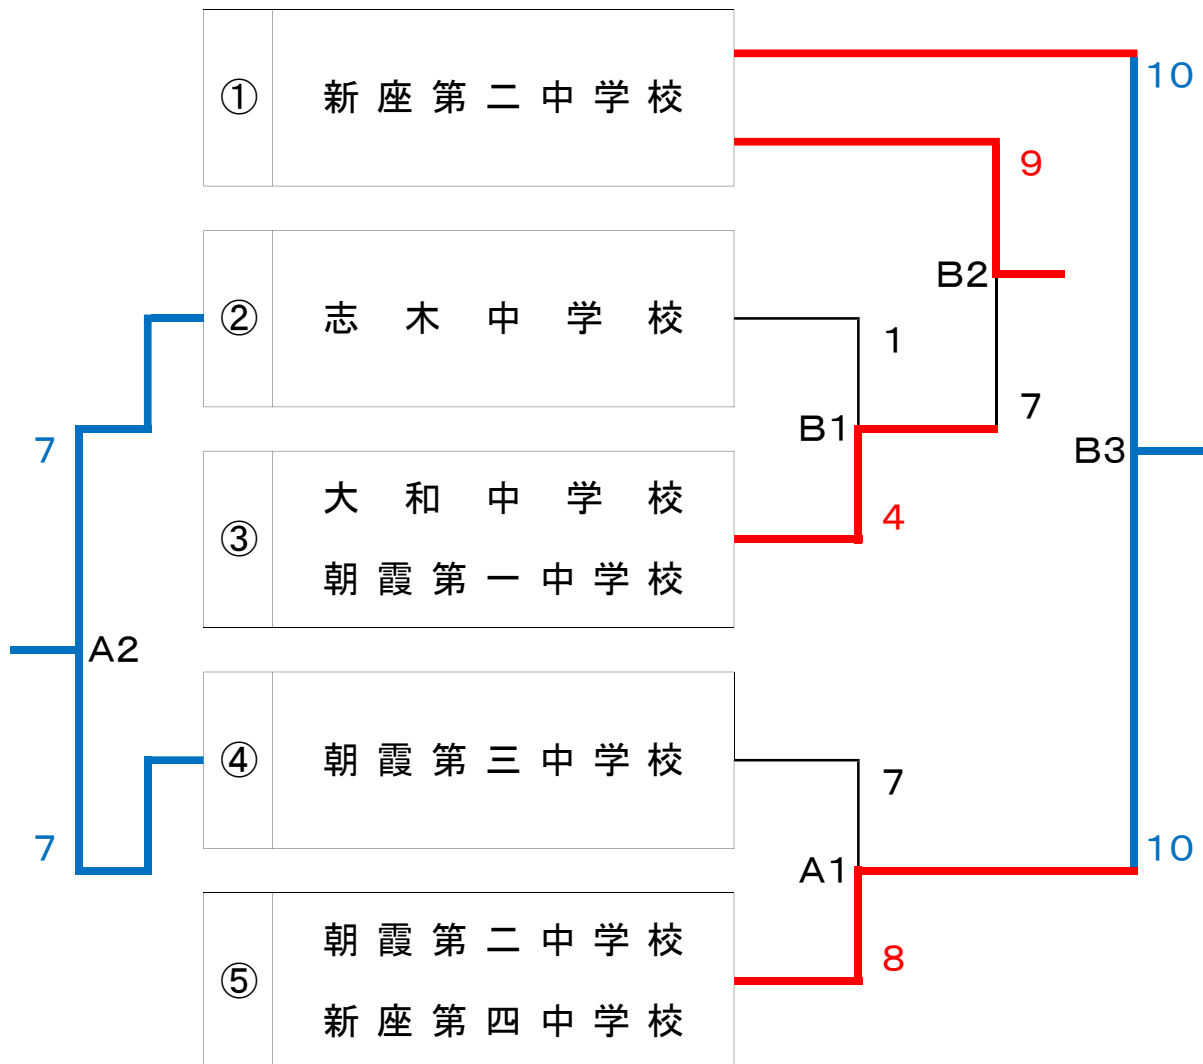 ① 新座第二中学校
10
9
B2
② 志木中学校
1
7
B1
7
B3
③ 大和中学校
朝霞第一中学校
4
A2
④ 朝霞第三中学校
7
7
10
A1
⑤ 朝霞第二中学校
新座第四中学校
8